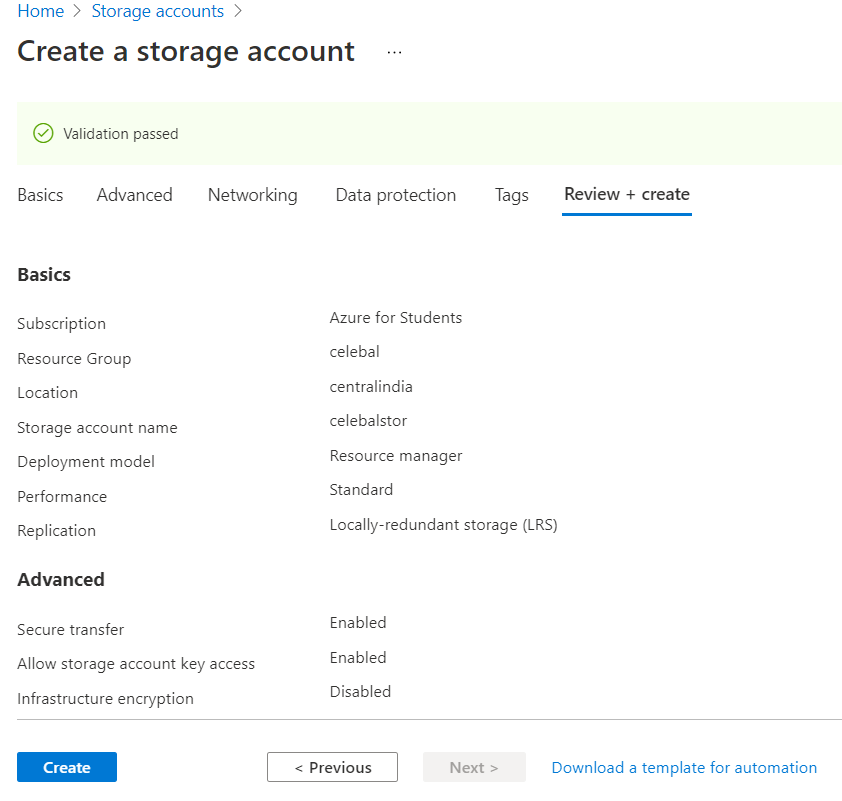 Home > Storage accounts >
Create a storage account ...
Validation passed
Basics Advanced Networking Data protection Tags Review + create
Basics
Subscription Azure for Students
Resource Group celebal
Location centralindia
Storage account name celebalstor
Deployment model Resource manager
Performance Standard
Replication Locally-redundant storage (LRS)
Advanced
Secure transfer Enabled
Allow storage account key access Enabled
Infrastructure encryption Disabled
Create < Previous Next > Download a template for automation